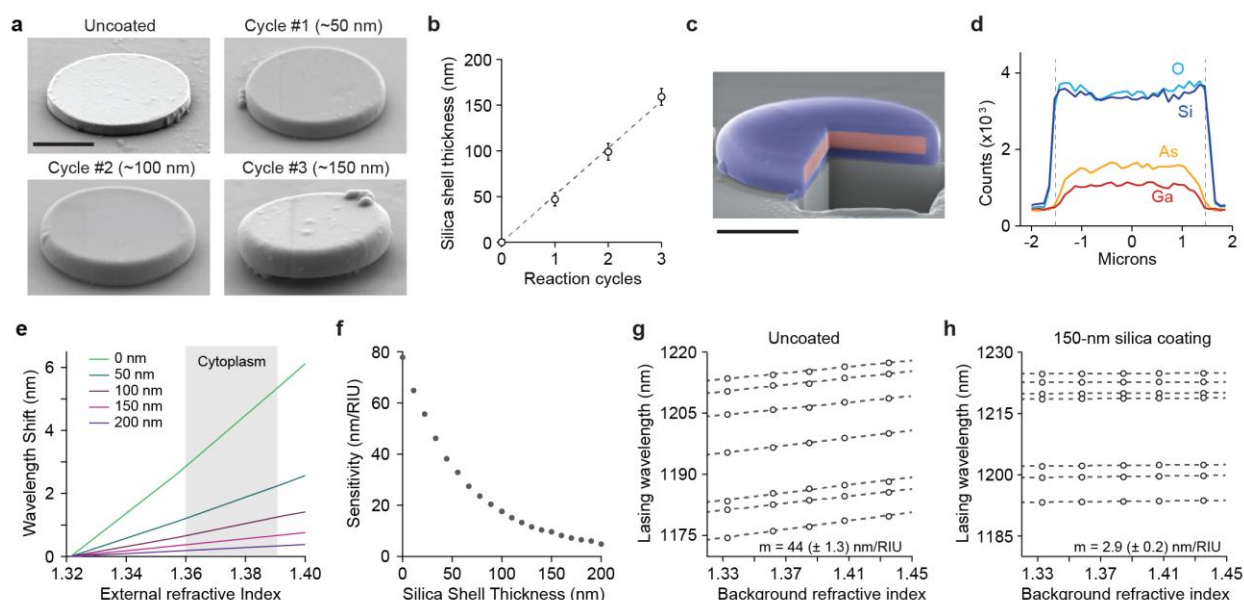 a
Uncoated
Cycle #1 (~50 nm)
Cycle #2 (~100 nm)
Cycle #3 (~150 nm)
b
Silica shell thickness (nm)
200
150
100
50
0
0 1 2 3
Reaction cycles
c
d
Counts (x10³)
4
2
0
O
Si
As
Ga
-2 -1 0 1 2
Microns
e
Wavelength Shift (nm)
6
4
2
0
0 nm
50 nm
100 nm
150 nm
200 nm
Cytoplasm
1.32 1.34 1.36 1.38 1.40
External refractive Index
f
Sensitivity (nm/RIU)
80
60
40
20
0
0 50 100 150 200
Silica Shell Thickness (nm)
g
Uncoated
Lasing wavelength (nm)
1220
1205
1190
1175
m = 44 (± 1.3) nm/RIU
1.33 1.37 1.41 1.45
Background refractive index
h
150-nm silica coating
Lasing wavelength (nm)
1230
1215
1200
1185
m = 2.9 (± 0.2) nm/RIU
1.33 1.37 1.41 1.45
Background refractive index